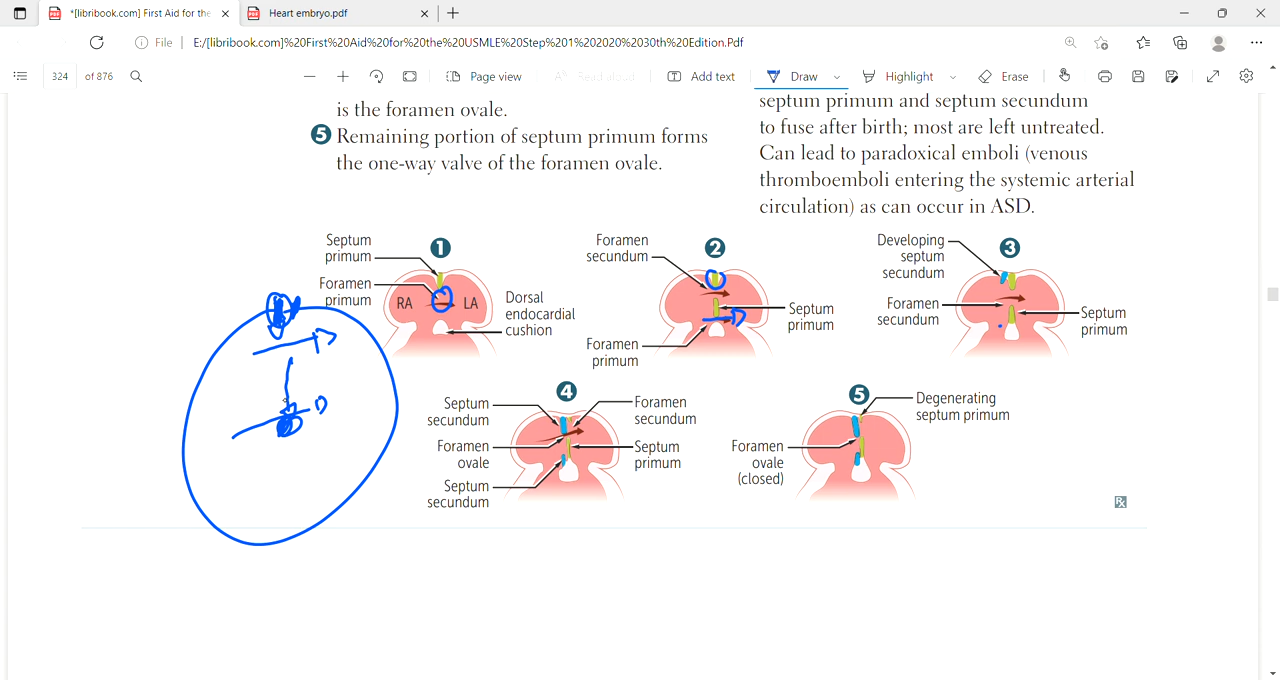 *[libribook.com] First Aid for the
Heart embryo.pdf
File
E:/[libribook.com]%20First%20Aid%20for%20the%20USMLE%20Step%201%202020%2030th%20Edition.Pdf
324
of 876
Page view
Read aloud
Add text
Draw
Highlight
Erase
is the foramen ovale.
5 Remaining portion of septum primum forms
the one-way valve of the foramen ovale.
septum primum and septum secundum
to fuse after birth; most are left untreated.
Can lead to paradoxical emboli (venous
thromboemboli entering the systemic arterial
circulation) as can occur in ASD.
1
Septum
primum
Foramen
primum
RA
LA
Dorsal
endocardial
cushion
2
Foramen
secundum
Septum
primum
Foramen
primum
3
Developing
septum
secundum
Foramen
secundum
Septum
primum
4
Septum
secundum
Foramen
ovale
Septum
secundum
Foramen
secundum
Septum
primum
5
Degenerating
septum primum
Foramen
ovale
(closed)
Rx